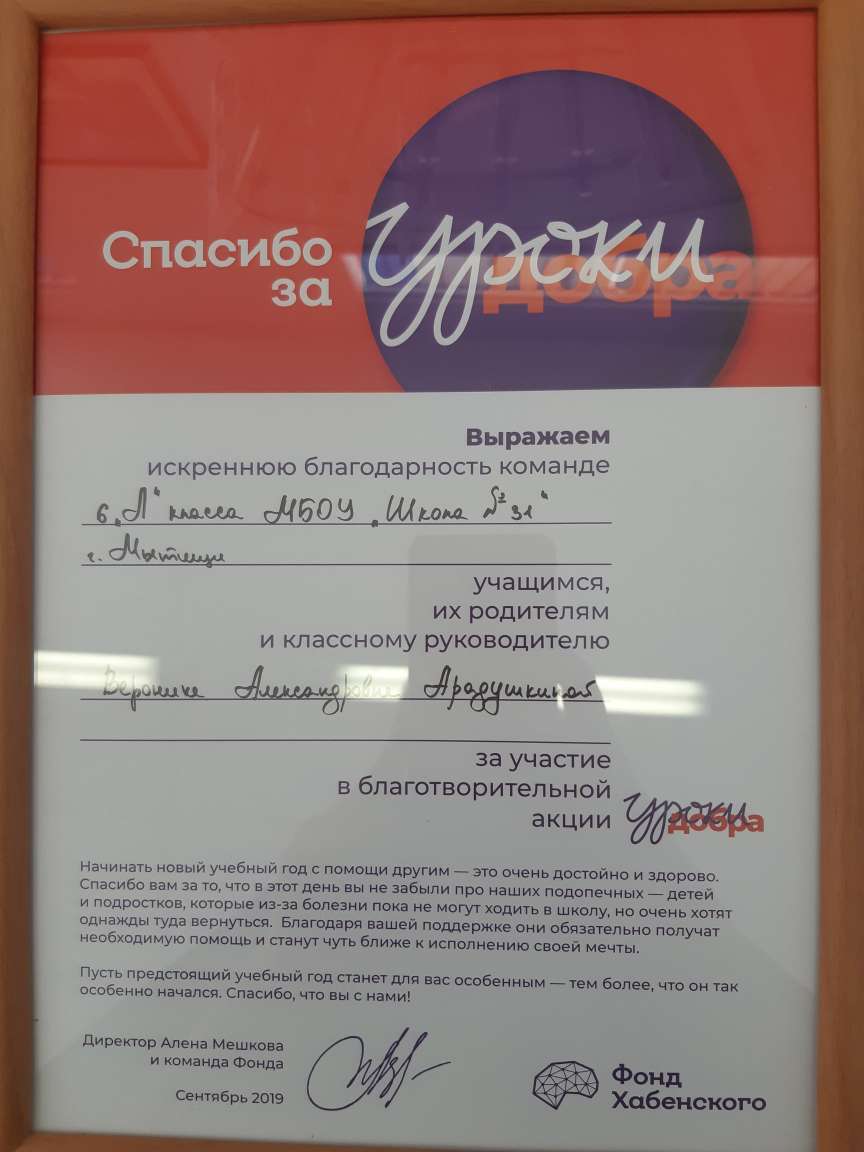 Спасибо
за
уроки
добра
Выражаем
искреннюю благодарность команде
6 „Л“ класса МБОУ „Школа №31“
г. Мытищи
учащимся,
их родителям
и классному руководителю
Веронике Александровне Арадушкиной
за участие
в благотворительной
акции уроки добра
Начинать новый учебный год с помощи другим — это очень достойно и здорово.
Спасибо вам за то, что в этот день вы не забыли про наших подопечных — детей
и подростков, которые из-за болезни пока не могут ходить в школу, но очень хотят
однажды туда вернуться. Благодаря вашей поддержке они обязательно получат
необходимую помощь и станут чуть ближе к исполнению своей мечты.
Пусть предстоящий учебный год станет для вас особенным — тем более, что он так
особенно начался. Спасибо, что вы с нами!
Директор Алена Мешкова
и команда Фонда
Сентябрь 2019
Фонд
Хабенского